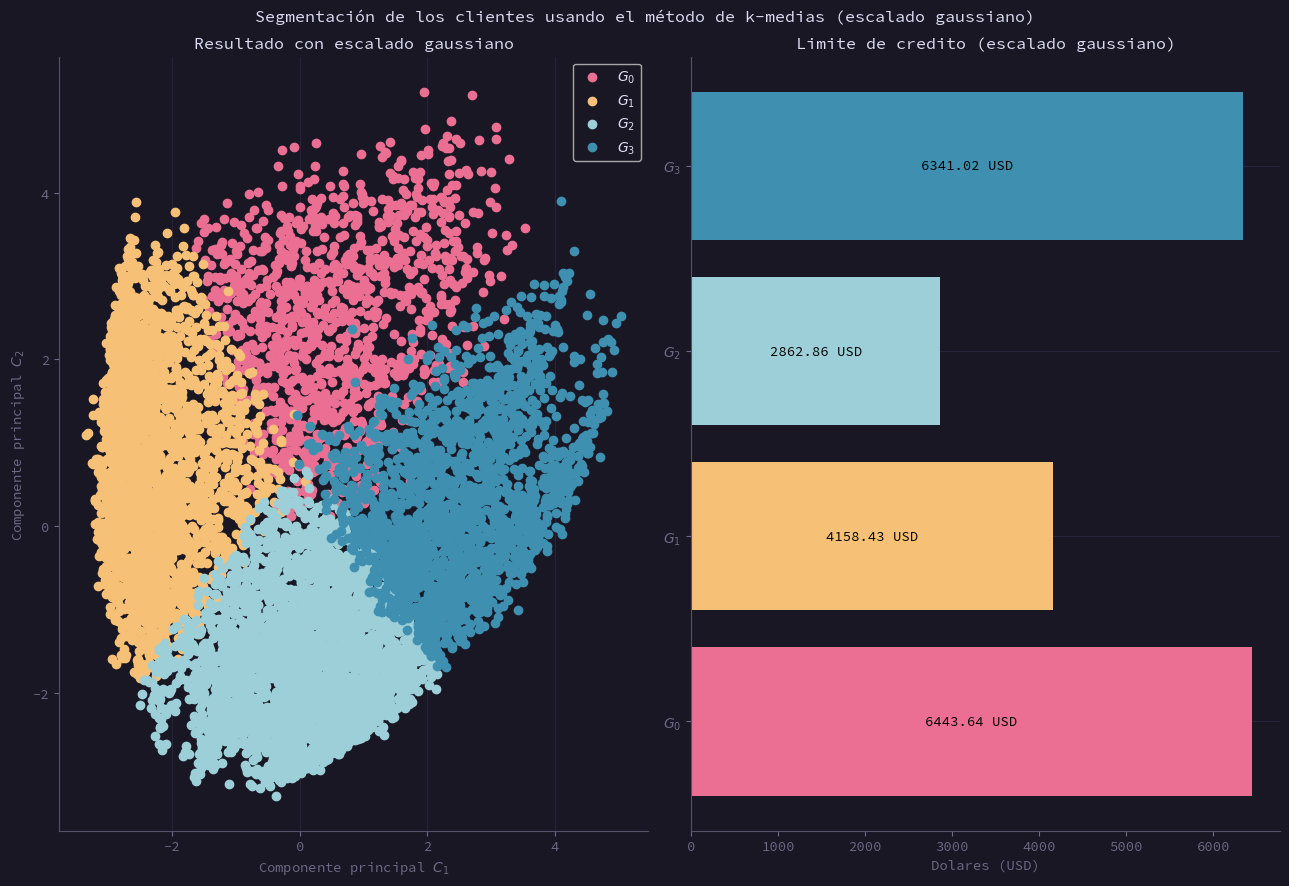 Segmentación de los clientes usando el método de k-medias (escalado gaussiano)
Resultado con escalado gaussiano
G0
G1
G2
G3
4
2
0
−2
Componente principal C2
−2
0
2
4
Componente principal C1
Limite de credito (escalado gaussiano)
G3
6341.02 USD
G2
2862.86 USD
G1
4158.43 USD
G0
6443.64 USD
0
1000
2000
3000
4000
5000
6000
Dolares (USD)